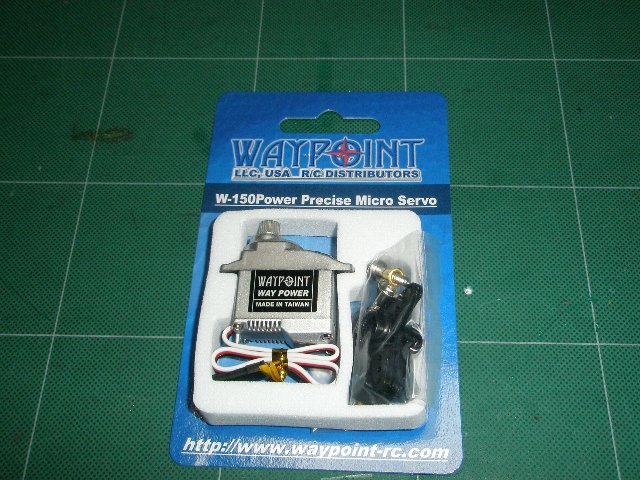 WAYPOINT
LLC, USA R/C DISTRIBUTORS
W-150Power Precise Micro Servo
WAYPOINT
WAY POWER
MADE IN TAIWAN
http://www.waypoint-rc.com